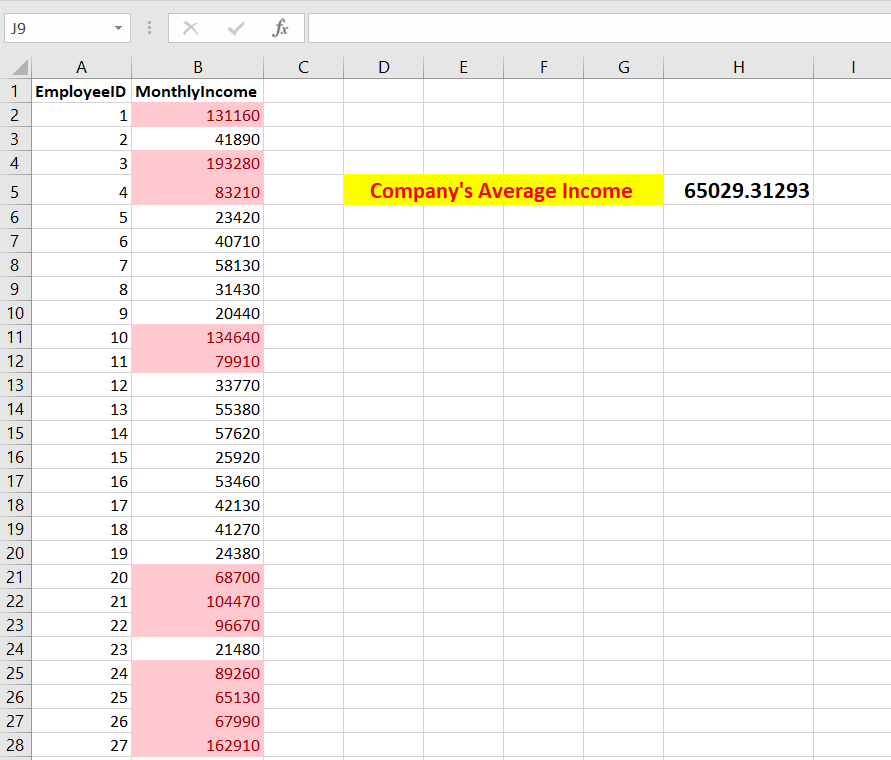 J9 fx
A B C D E F G H I
1 EmployeeID MonthlyIncome
2 1 131160
3 2 41890
4 3 193280
5 4 83210 Company's Average Income 65029.31293
6 5 23420
7 6 40710
8 7 58130
9 8 31430
10 9 20440
11 10 134640
12 11 79910
13 12 33770
14 13 55380
15 14 57620
16 15 25920
17 16 53460
18 17 42130
19 18 41270
20 19 24380
21 20 68700
22 21 104470
23 22 96670
24 23 21480
25 24 89260
26 25 65130
27 26 67990
28 27 162910